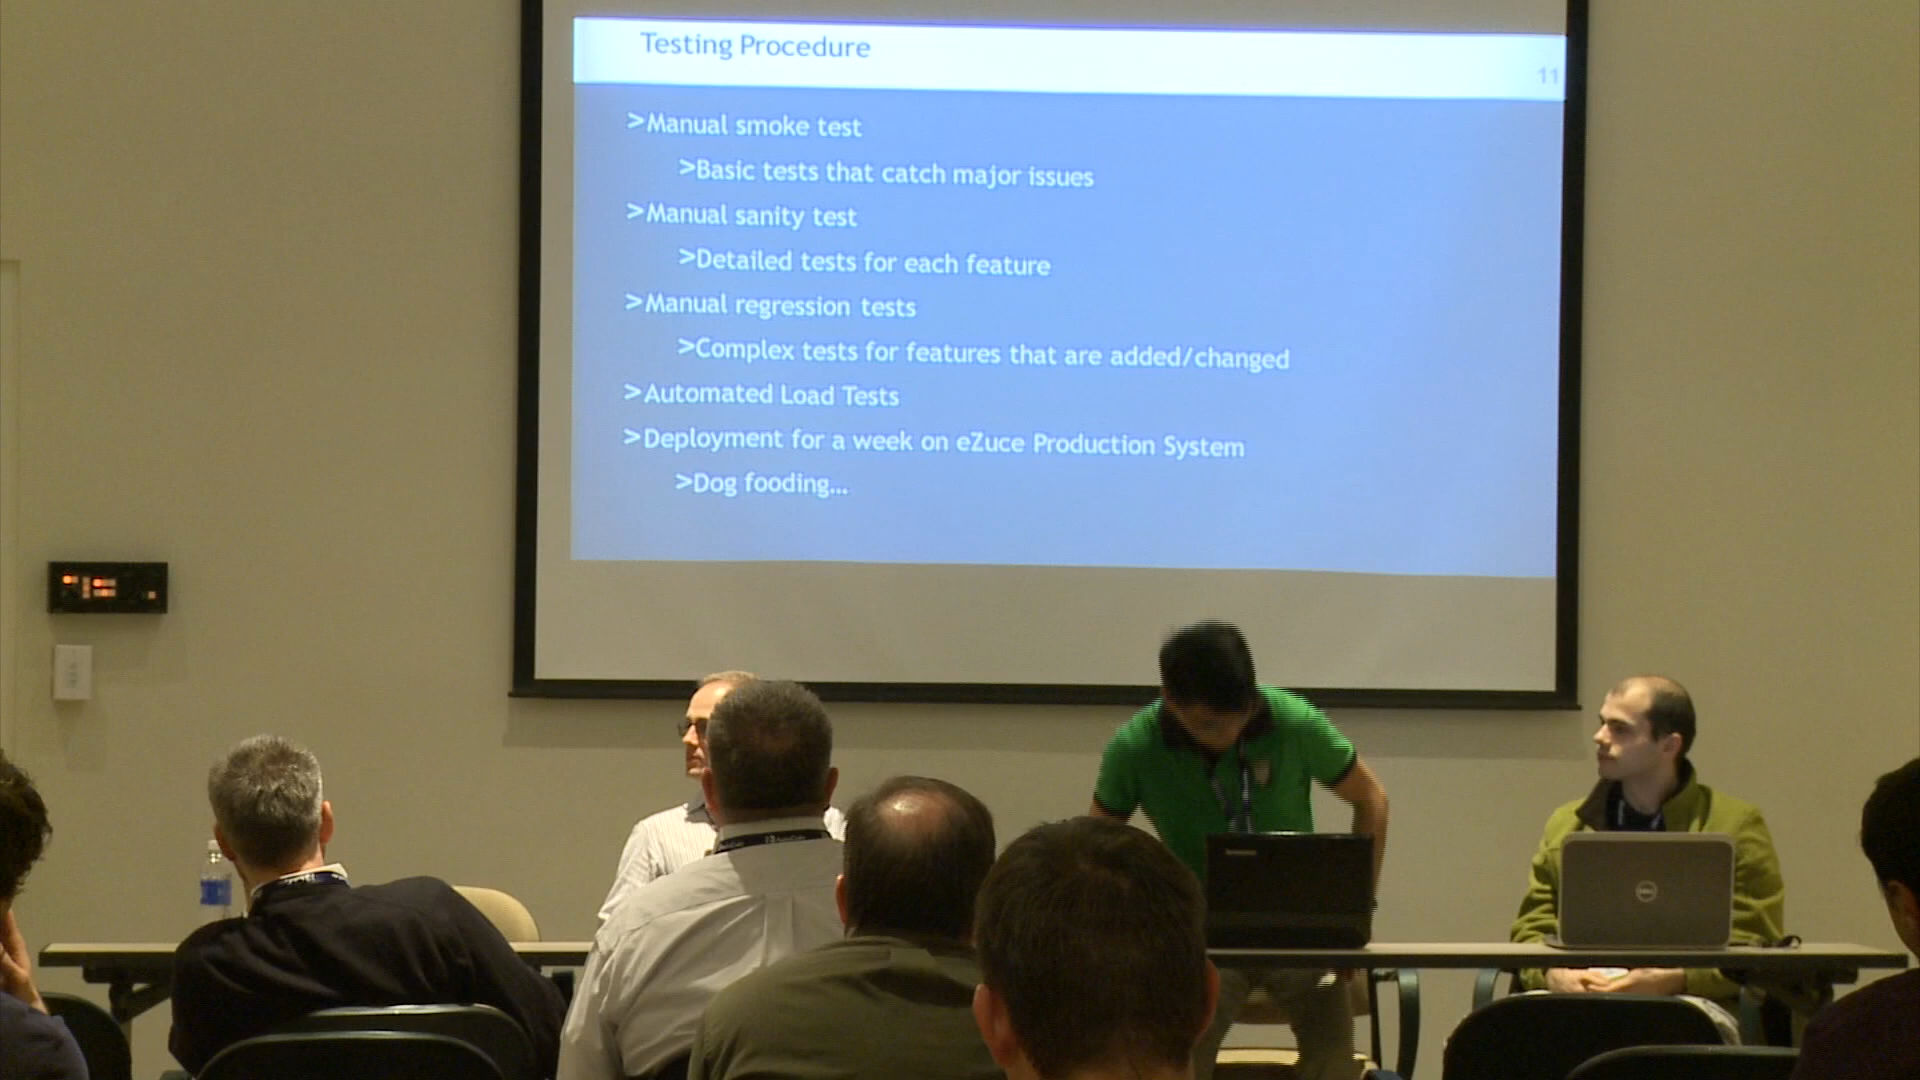 Testing Procedure
11
>Manual smoke test
>Basic tests that catch major issues
>Manual sanity test
>Detailed tests for each feature
>Manual regression tests
>Complex tests for features that are added/changed
>Automated Load Tests
>Deployment for a week on eZuce Production System
>Dog fooding...
DELL